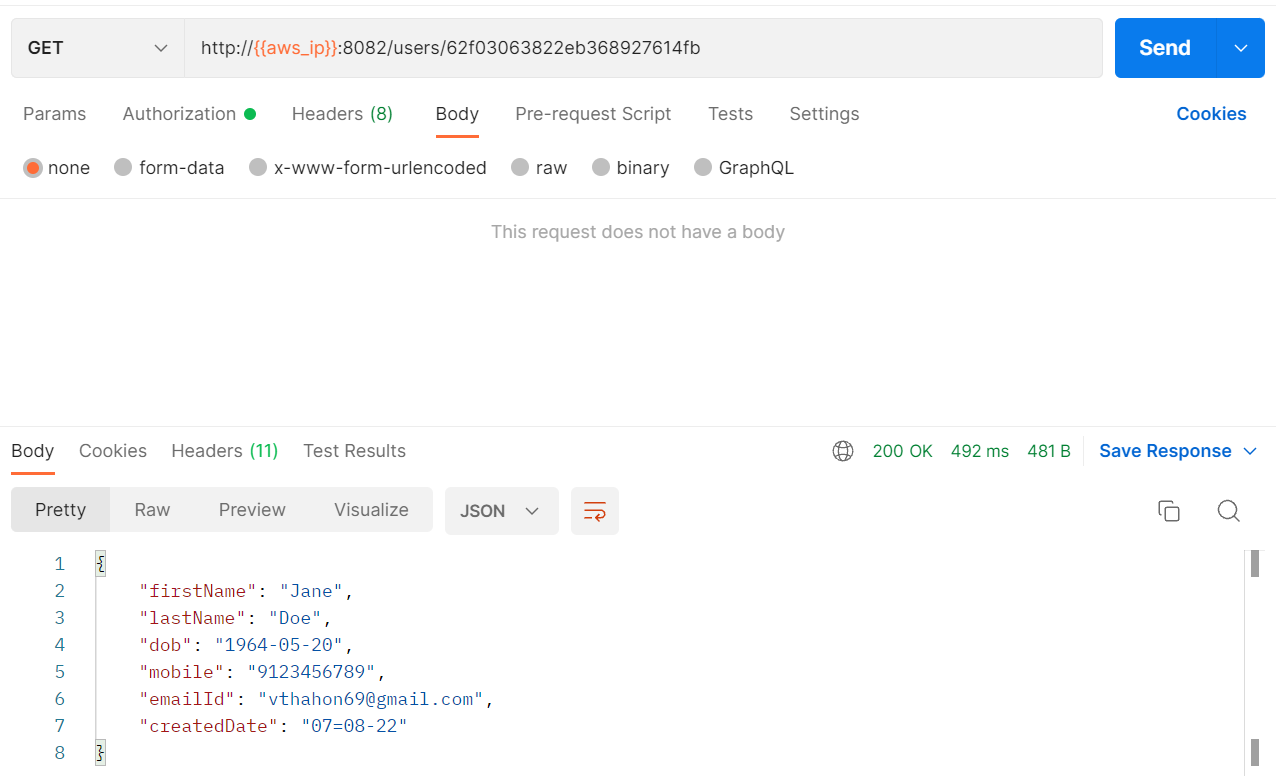 GET http://{{aws_ip}}:8082/users/62f03063822eb368927614fb Send
Params Authorization Headers (8) Body Pre-request Script Tests Settings Cookies
none form-data x-www-form-urlencoded raw binary GraphQL
This request does not have a body
Body Cookies Headers (11) Test Results 200 OK 492 ms 481 B Save Response
Pretty Raw Preview Visualize JSON
1 {
2 "firstName": "Jane",
3 "lastName": "Doe",
4 "dob": "1964-05-20",
5 "mobile": "9123456789",
6 "emailId": "vthahon69@gmail.com",
7 "createdDate": "07=08-22"
8 }